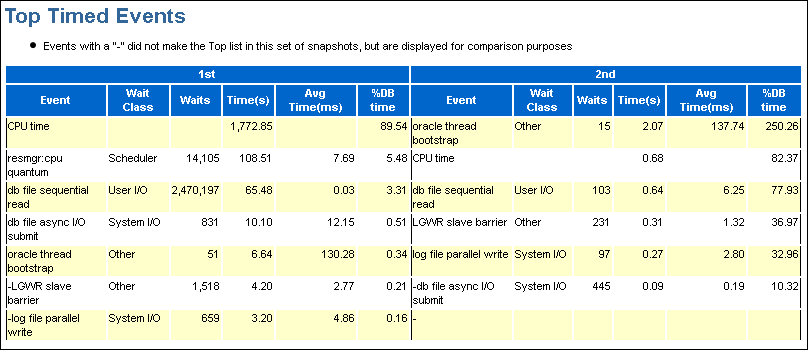 Top Timed Events
Events with a "-" did not make the Top list in this set of snapshots, but are displayed for comparison purposes
1st 2nd
Event Wait Class Waits Time(s) Avg Time(ms) %DB time Event Wait Class Waits Time(s) Avg Time(ms) %DB time
CPU time 1,772.85 89.54 oracle thread bootstrap Other 15 2.07 137.74 250.26
resmgr:cpu quantum Scheduler 14,105 108.51 7.69 5.48 CPU time 0.68 82.37
db file sequential read User I/O 2,470,197 65.48 0.03 3.31 db file sequential read User I/O 103 0.64 6.25 77.93
db file async I/O submit System I/O 831 10.10 12.15 0.51 LGWR slave barrier Other 231 0.31 1.32 36.97
oracle thread bootstrap Other 51 6.64 130.28 0.34 log file parallel write System I/O 97 0.27 2.80 32.96
-LGWR slave barrier Other 1,518 4.20 2.77 0.21 -db file async I/O submit System I/O 445 0.09 0.19 10.32
-log file parallel write System I/O 659 3.20 4.86 0.16 -